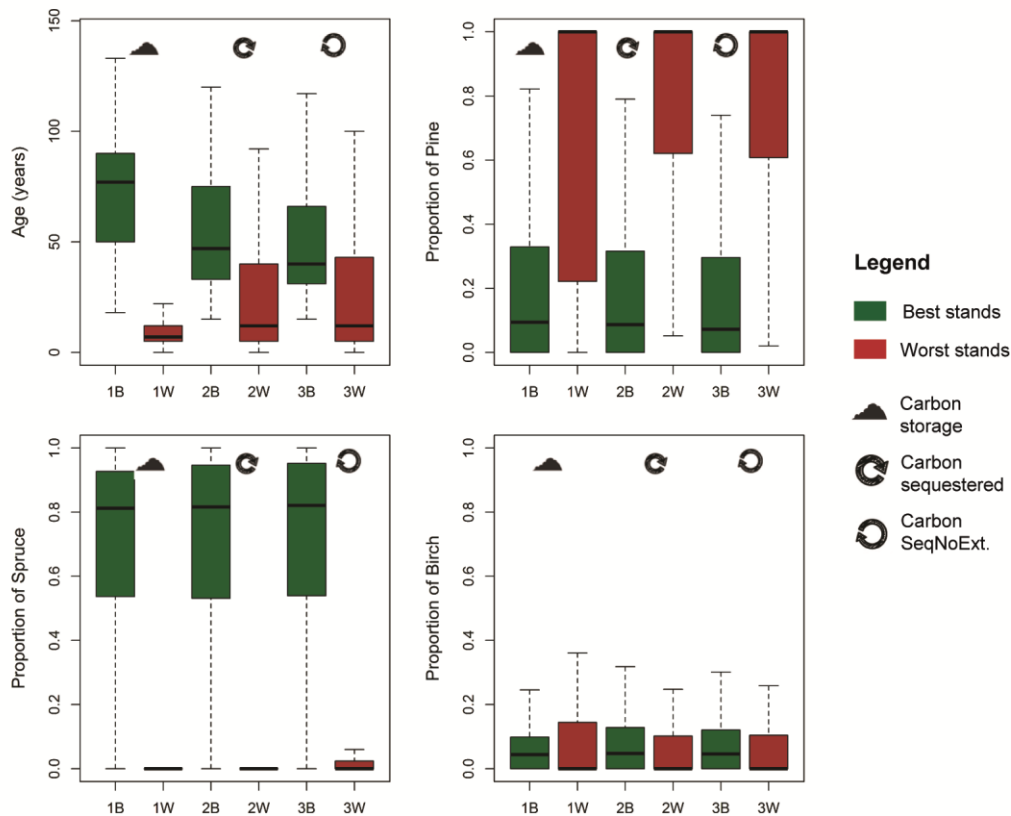 Age (years)
150
100
50
0
1B 1W 2B 2W 3B 3W
Proportion of Pine
1.0
0.8
0.6
0.4
0.2
0.0
1B 1W 2B 2W 3B 3W
Proportion of Spruce
1.0
0.8
0.6
0.4
0.2
0.0
1B 1W 2B 2W 3B 3W
Proportion of Birch
1.0
0.8
0.6
0.4
0.2
0.0
1B 1W 2B 2W 3B 3W
Legend
Best stands
Worst stands
Carbon
storage
Carbon
sequestered
Carbon
SeqNoExt.